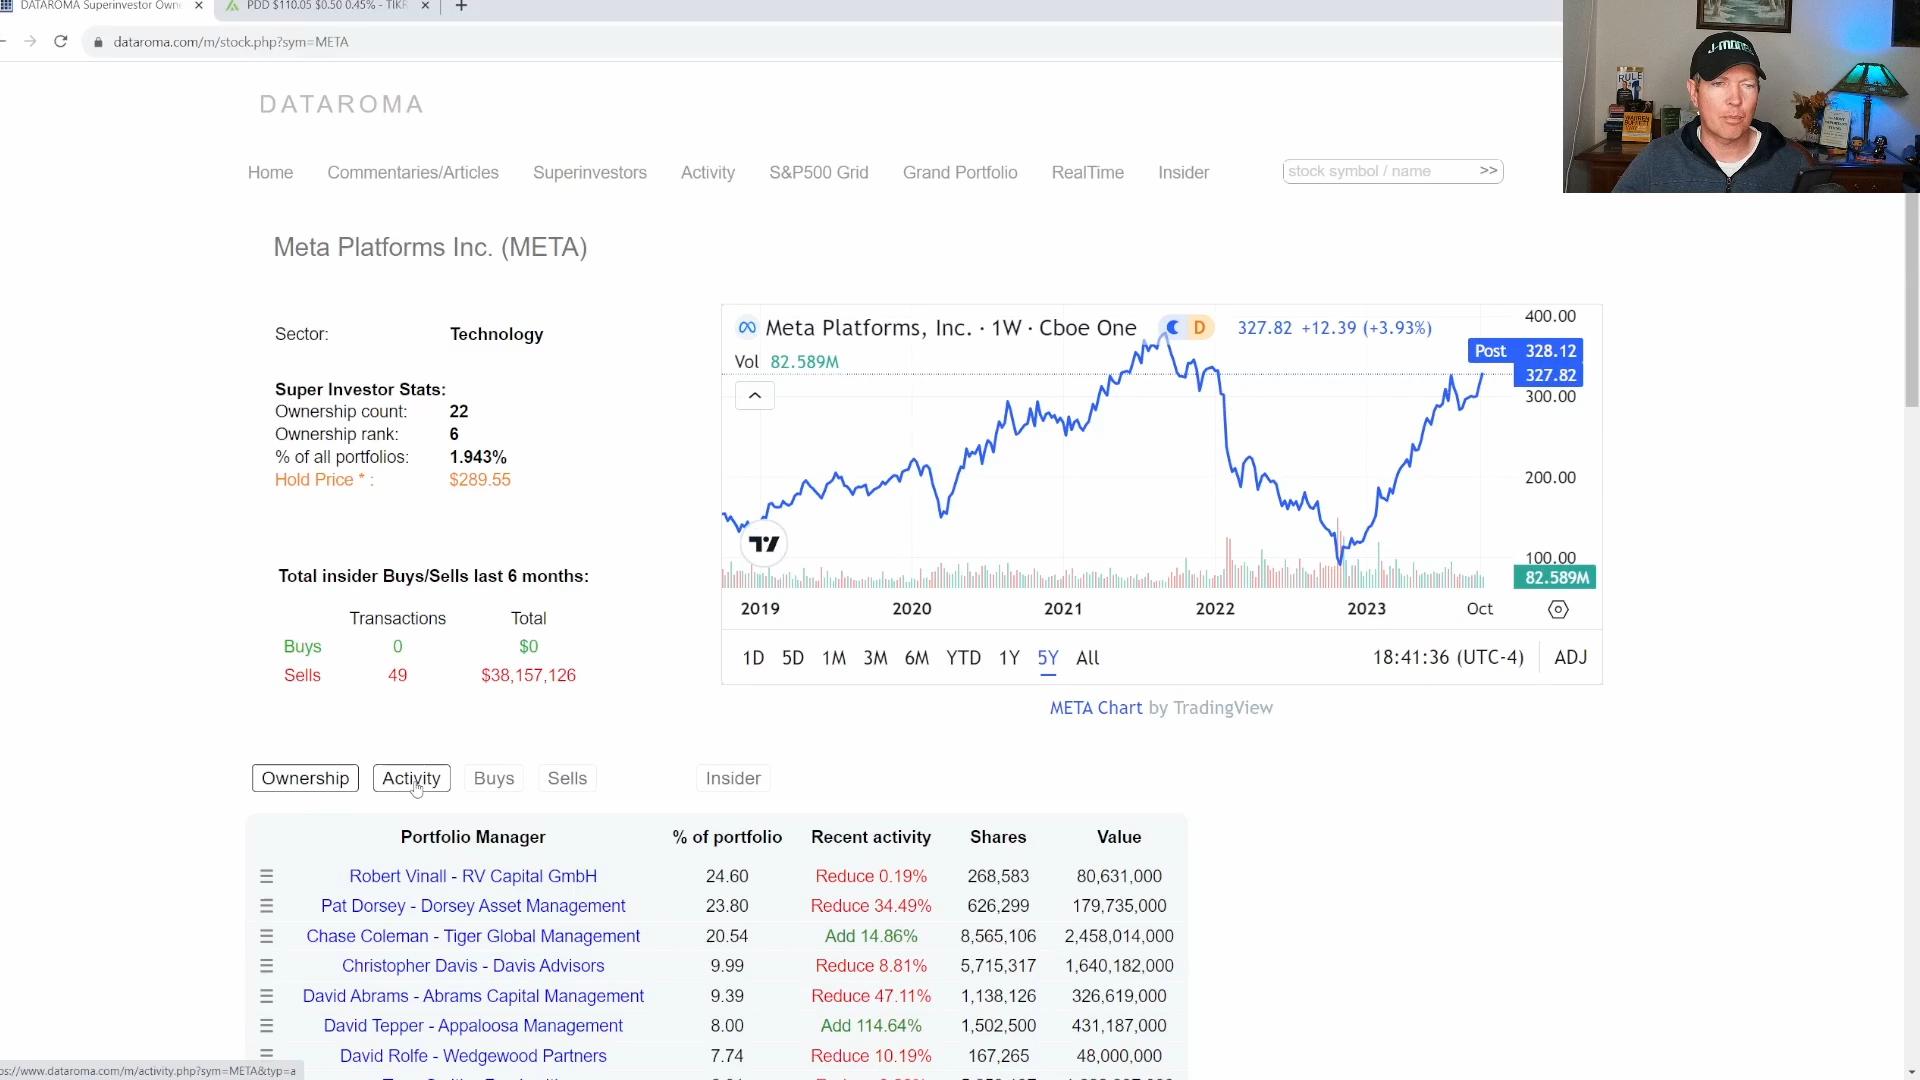 DATAROMA Superinvestor Own
PDD $110.05 $0.50 0.45% - TIKR
dataroma.com/m/stock.php?sym=META
DATAROMA
Home Commentaries/Articles Superinvestors Activity S&P500 Grid Grand Portfolio RealTime Insider
stock symbol / name >>
J-MONEY
RULE
WARREN
Meta Platforms Inc. (META)
Sector: Technology
Super Investor Stats:
Ownership count: 22
Ownership rank: 6
% of all portfolios: 1.943%
Hold Price * : $289.55
Total insider Buys/Sells last 6 months:
Transactions Total
Buys 0 $0
Sells 49 $38,157,126
Meta Platforms, Inc. · 1W · Cboe One D 327.82 +12.39 (+3.93%)
Vol 82.589M
400.00
Post 328.12
327.82
300.00
200.00
100.00
82.589M
2019 2020 2021 2022 2023 Oct
1D 5D 1M 3M 6M YTD 1Y 5Y All 18:41:36 (UTC-4) ADJ
META Chart by TradingView
Ownership Activity Buys Sells Insider
Portfolio Manager % of portfolio Recent activity Shares Value
Robert Vinall - RV Capital GmbH 24.60 Reduce 0.19% 268,583 80,631,000
Pat Dorsey - Dorsey Asset Management 23.80 Reduce 34.49% 626,299 179,735,000
Chase Coleman - Tiger Global Management 20.54 Add 14.86% 8,565,106 2,458,014,000
Christopher Davis - Davis Advisors 9.99 Reduce 8.81% 5,715,317 1,640,182,000
David Abrams - Abrams Capital Management 9.39 Reduce 47.11% 1,138,126 326,619,000
David Tepper - Appaloosa Management 8.00 Add 114.64% 1,502,500 431,187,000
David Rolfe - Wedgewood Partners 7.74 Reduce 10.19% 167,265 48,000,000
ps://www.dataroma.com/m/activity.php?sym=META&typ=a